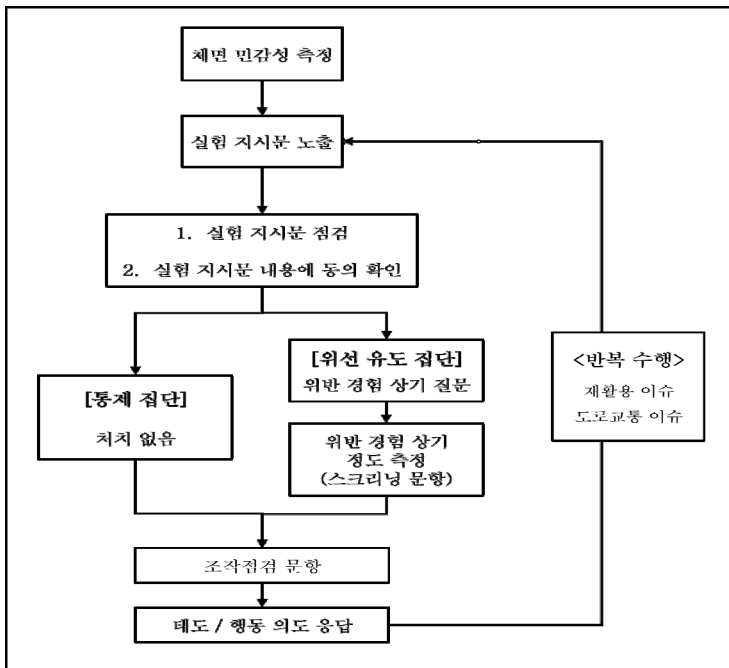 체면 민감성 측정
실험 지시문 노출
1. 실험 지시문 점검
2. 실험 지시문 내용에 동의 확인
[위선 유도 집단]
위반 경험 상기 질문
[통제 집단]
처치 없음
위반 경험 상기
정도 측정
(스크리닝 문항)
<반복 수행>
재활용 이슈
도로교통 이슈
조작점검 문항
태도 / 행동 의도 응답